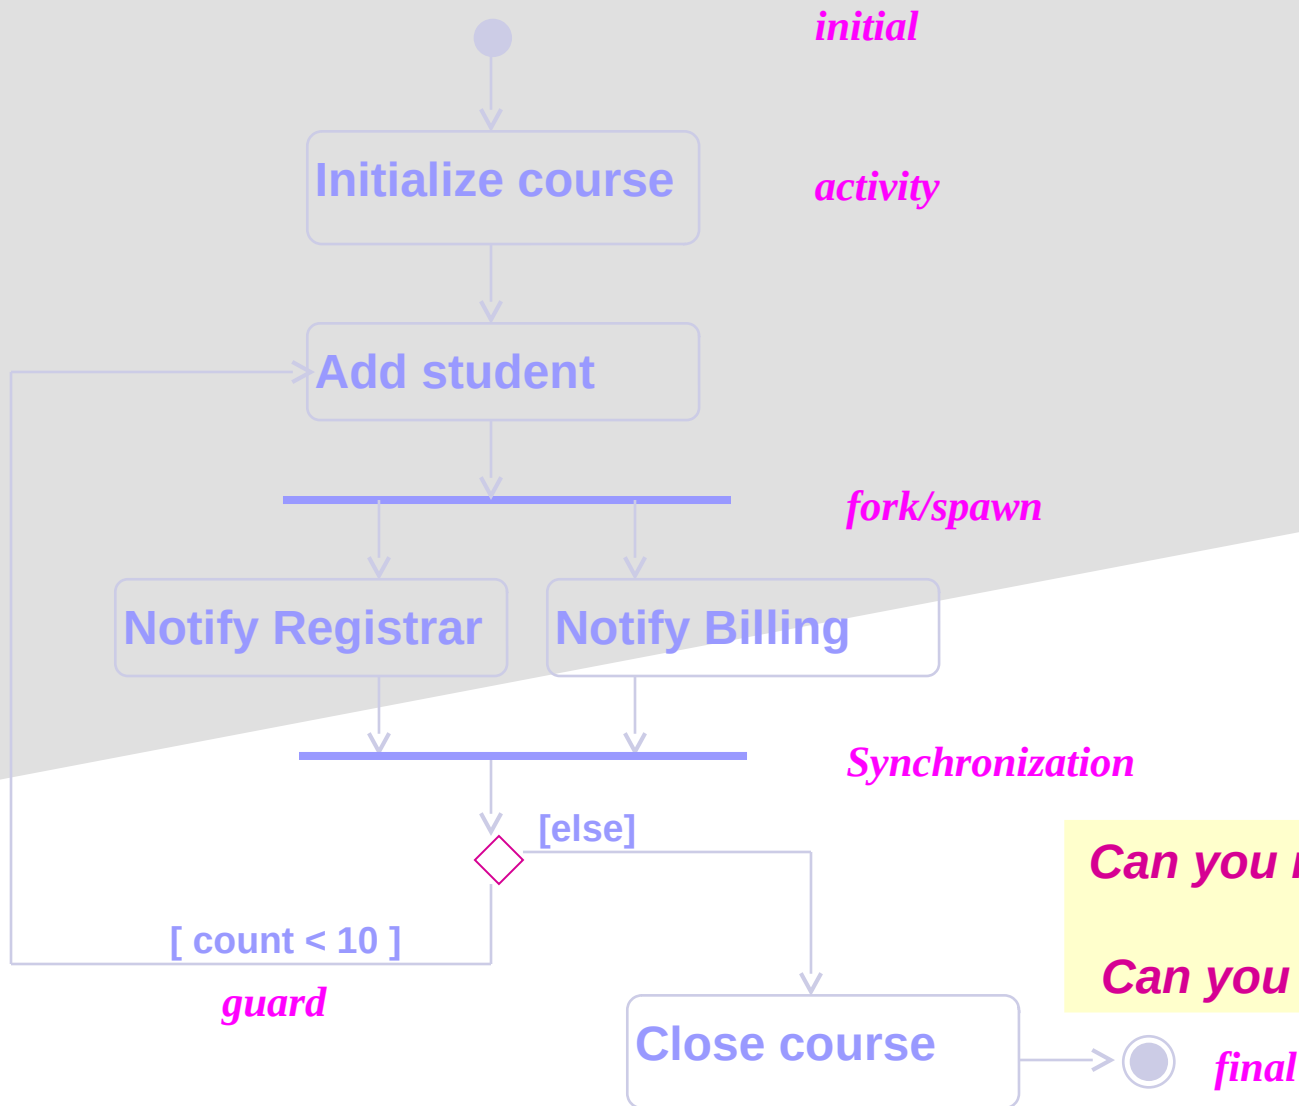 initial
Initialize course
activity
Add student
fork/spawn
Notify Registrar
Notify Billing
Synchronization
[else]
Can you
[ count < 10 ]
Can you
guard
Close course
final